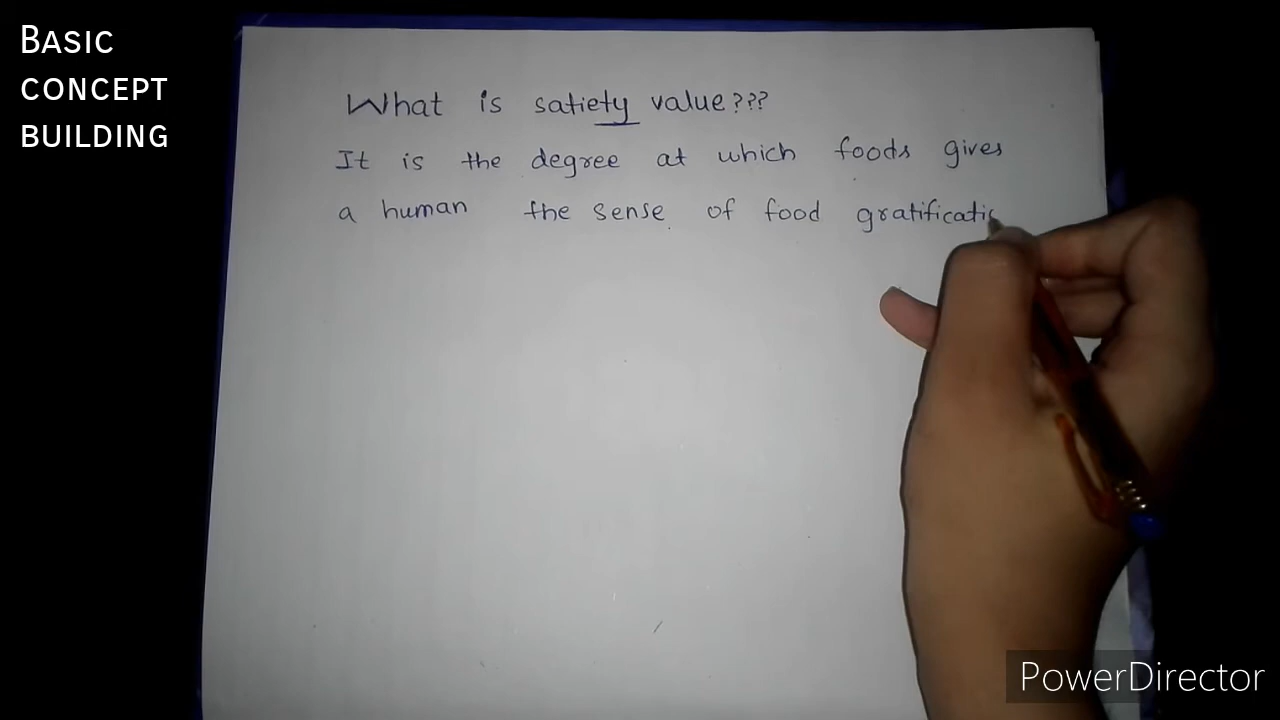 BASIC
CONCEPT
BUILDING
What is satiety value???
It is the degree at which foods gives
a human the sense of food gratificatic
PowerDirector